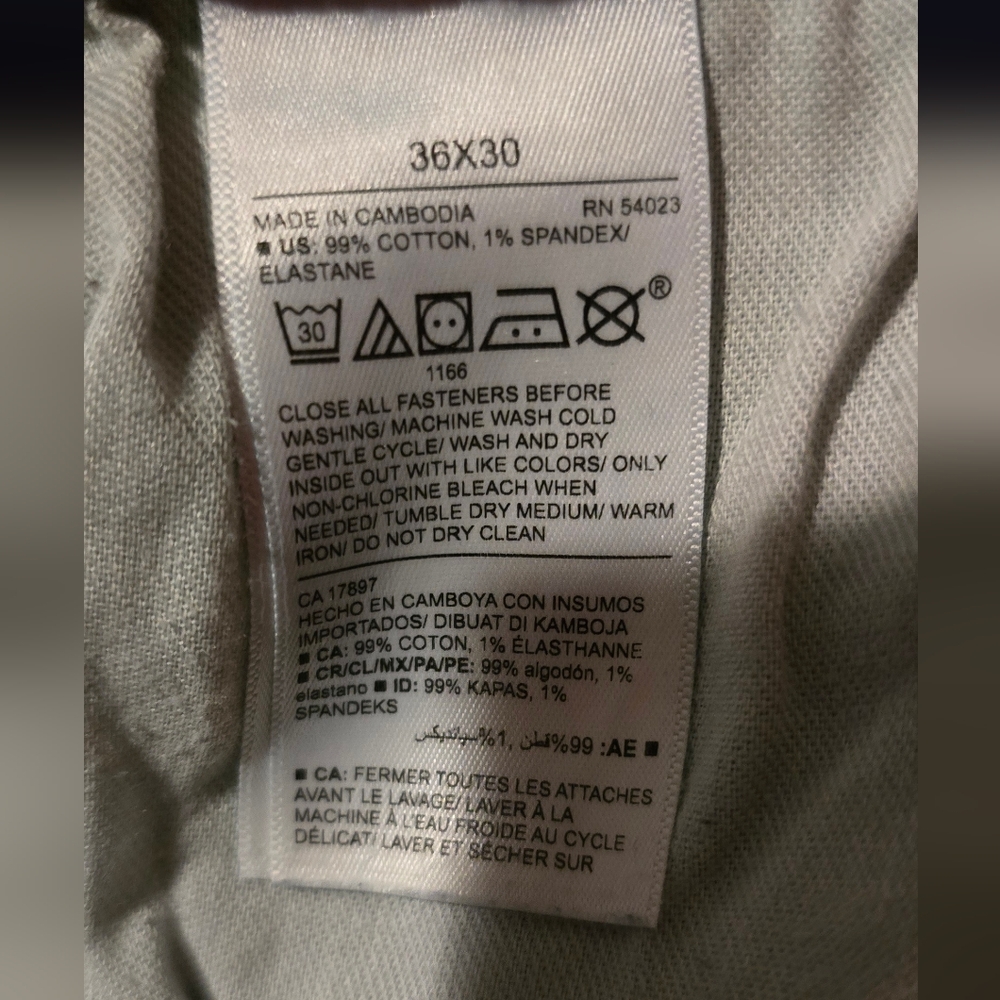 36X30
MADE IN CAMBODIA RN 54023
■ US: 99% COTTON, 1% SPANDEX/
ELASTANE
30 ®
1166
CLOSE ALL FASTENERS BEFORE
WASHING/ MACHINE WASH COLD
GENTLE CYCLE/ WASH AND DRY
INSIDE OUT WITH LIKE COLORS/ ONLY
NON-CHLORINE BLEACH WHEN
NEEDED/ TUMBLE DRY MEDIUM/ WARM
IRON/ DO NOT DRY CLEAN
CA 17897
HECHO EN CAMBOYA CON INSUMOS
IMPORTADOS/ DIBUAT DI KAMBOJA
■ CA: 99% COTON, 1% ÉLASTHANNE
■ CR/CL/MX/PA/PE: 99% algodón, 1%
elastano ■ ID: 99% KAPAS, 1%
SPANDEKS
■ AE: 99% قطن, 1% سبانديكس
■ CA: FERMER TOUTES LES ATTACHES
AVANT LE LAVAGE/ LAVER À LA
MACHINE À L'EAU FROIDE AU CYCLE
DÉLICAT/ LAVER ET SÉCHER SUR